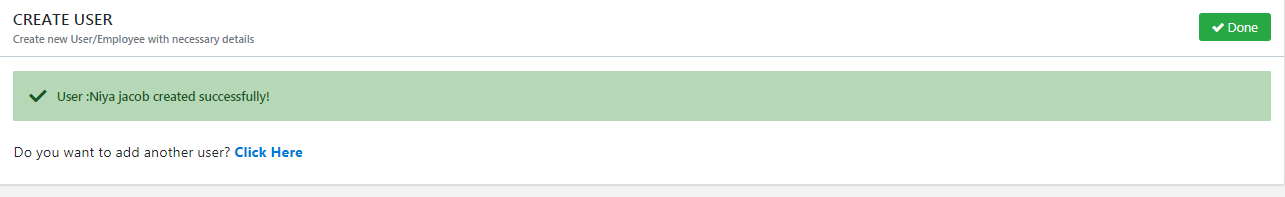 CREATE USER
Create new User/Employee with necessary details
Done
User :Niya jacob created successfully!
Do you want to add another user? Click Here